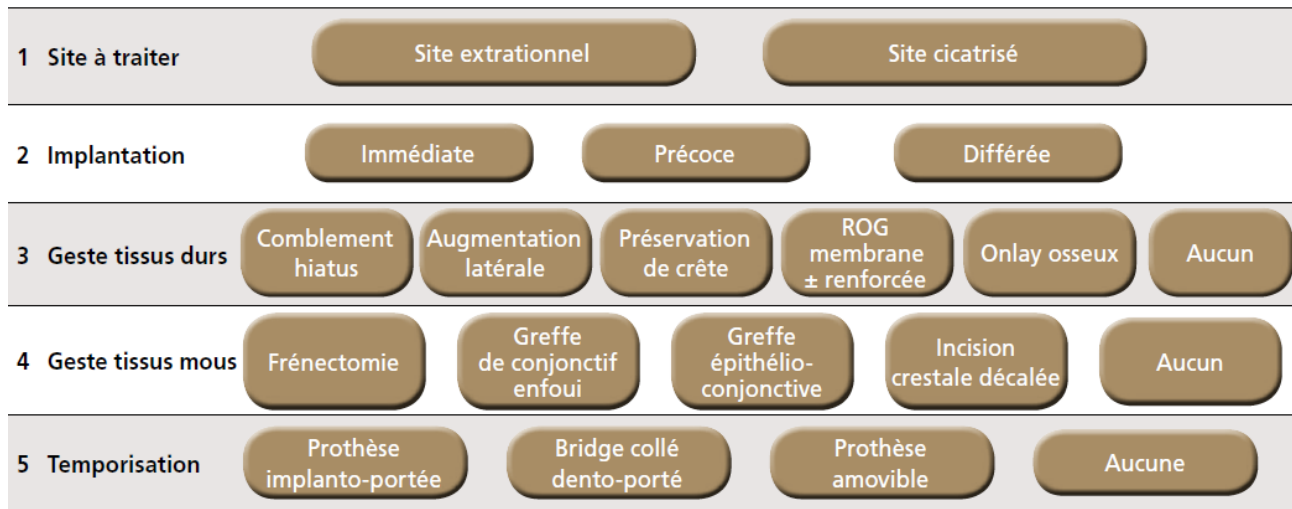 1 Site à traiter
Site extrationnel
Site cicatrisé
2 Implantation
Immédiate
Précoce
Différée
3 Geste tissus durs
Comblement
hiatus
Augmentation
latérale
Préservation
de crête
ROG
membrane
± renforcée
Onlay osseux
Aucun
4 Geste tissus mous
Frénectomie
Greffe
de conjonctif
enfoui
Greffe
épithélio-
conjonctive
Incision
crestale décalée
Aucun
5 Temporisation
Prothèse
implanto-portée
Bridge collé
dento-porté
Prothèse
amovible
Aucune